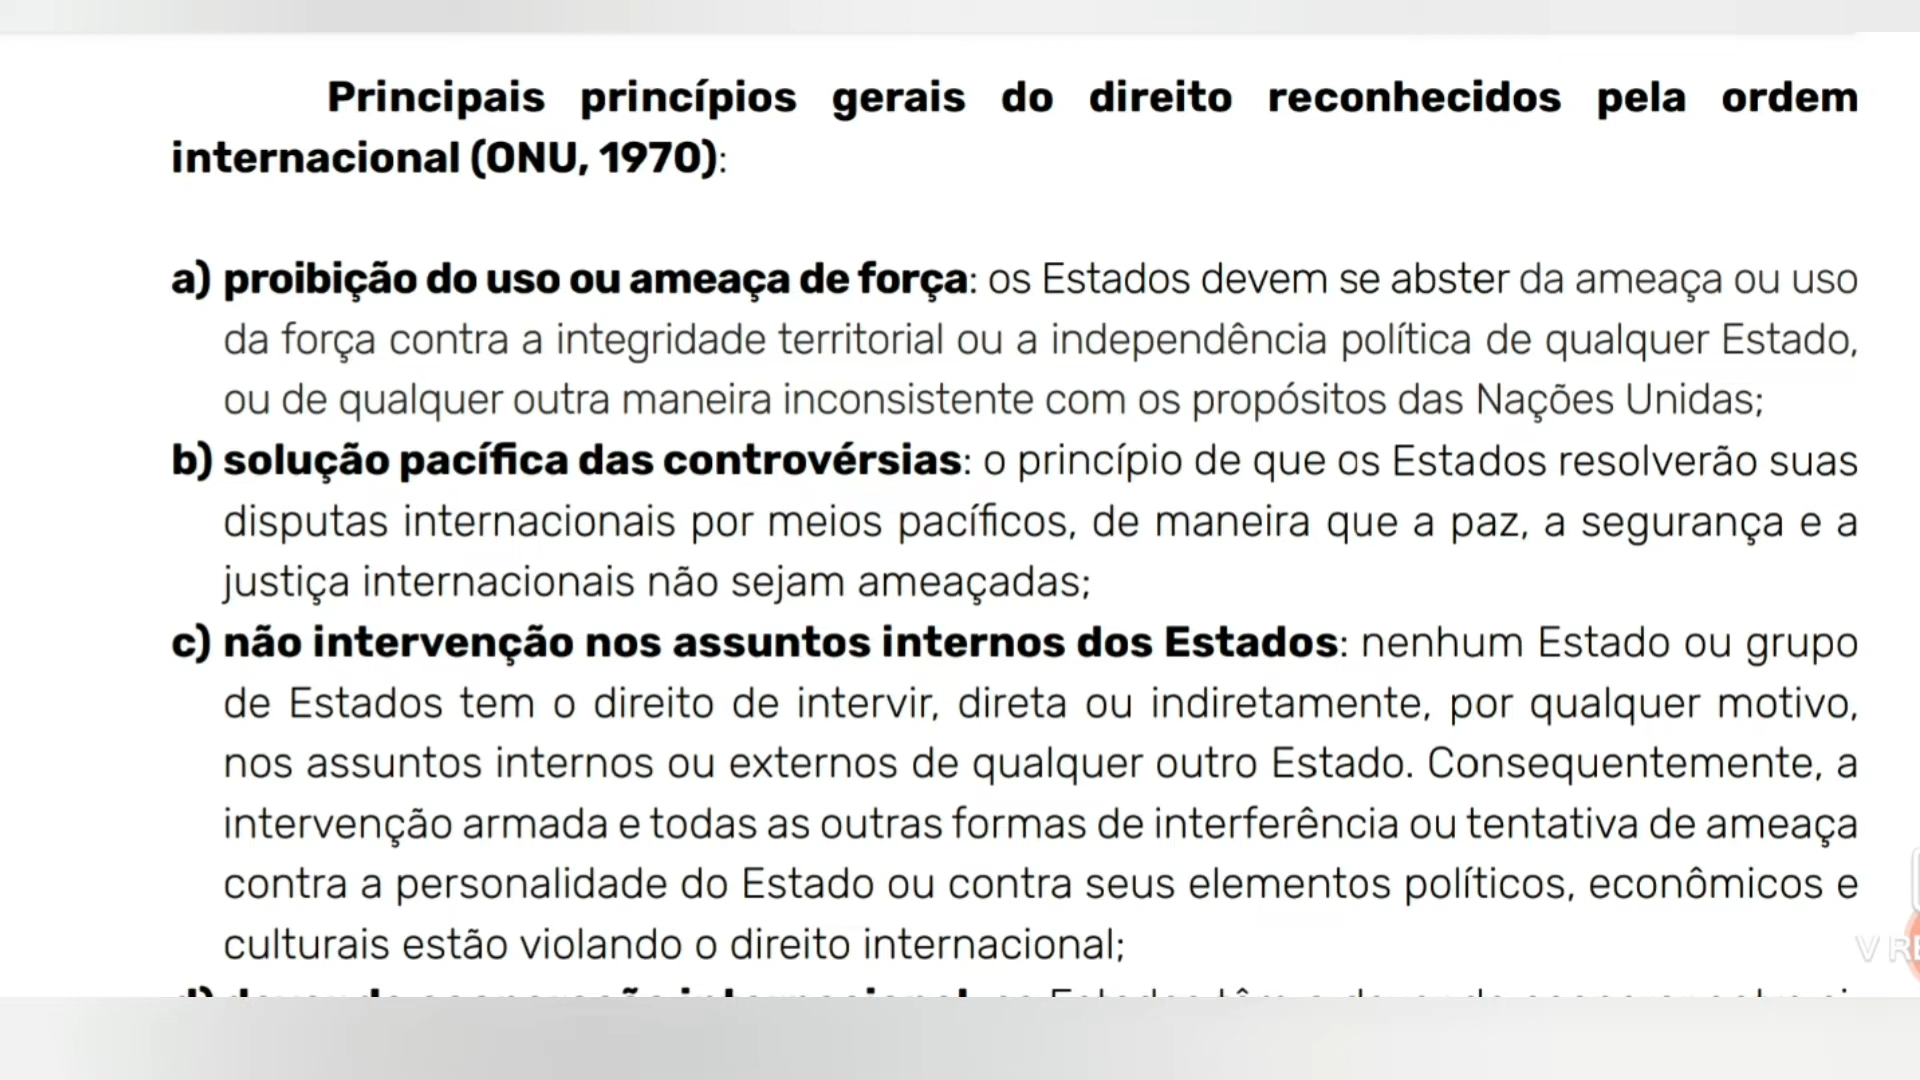 Principais princípios gerais do direito reconhecidos pela ordem
internacional (ONU, 1970):
a) proibição do uso ou ameaça de força: os Estados devem se abster da ameaça ou uso
da força contra a integridade territorial ou a independência política de qualquer Estado,
ou de qualquer outra maneira inconsistente com os propósitos das Nações Unidas;
b) solução pacífica das controvérsias: o princípio de que os Estados resolverão suas
disputas internacionais por meios pacíficos, de maneira que a paz, a segurança e a
justiça internacionais não sejam ameaçadas;
c) não intervenção nos assuntos internos dos Estados: nenhum Estado ou grupo
de Estados tem o direito de intervir, direta ou indiretamente, por qualquer motivo,
nos assuntos internos ou externos de qualquer outro Estado. Consequentemente, a
intervenção armada e todas as outras formas de interferência ou tentativa de ameaça
contra a personalidade do Estado ou contra seus elementos políticos, econômicos e
culturais estão violando o direito internacional;